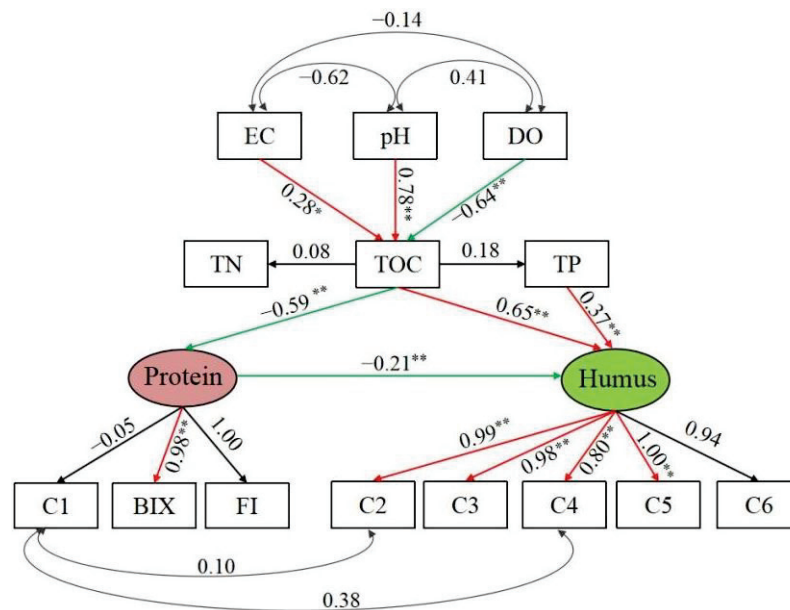 −0.14
−0.62 0.41
EC pH DO
0.28* 0.78** −0.64**
TN 0.08 TOC 0.18 TP
−0.59 ** 0.65** 0.37**
Protein −0.21** Humus
−0.05 0.98** 1.00 0.99** 0.98** 0.80** 1.00** 0.94
C1 BIX FI C2 C3 C4 C5 C6
0.10
0.38